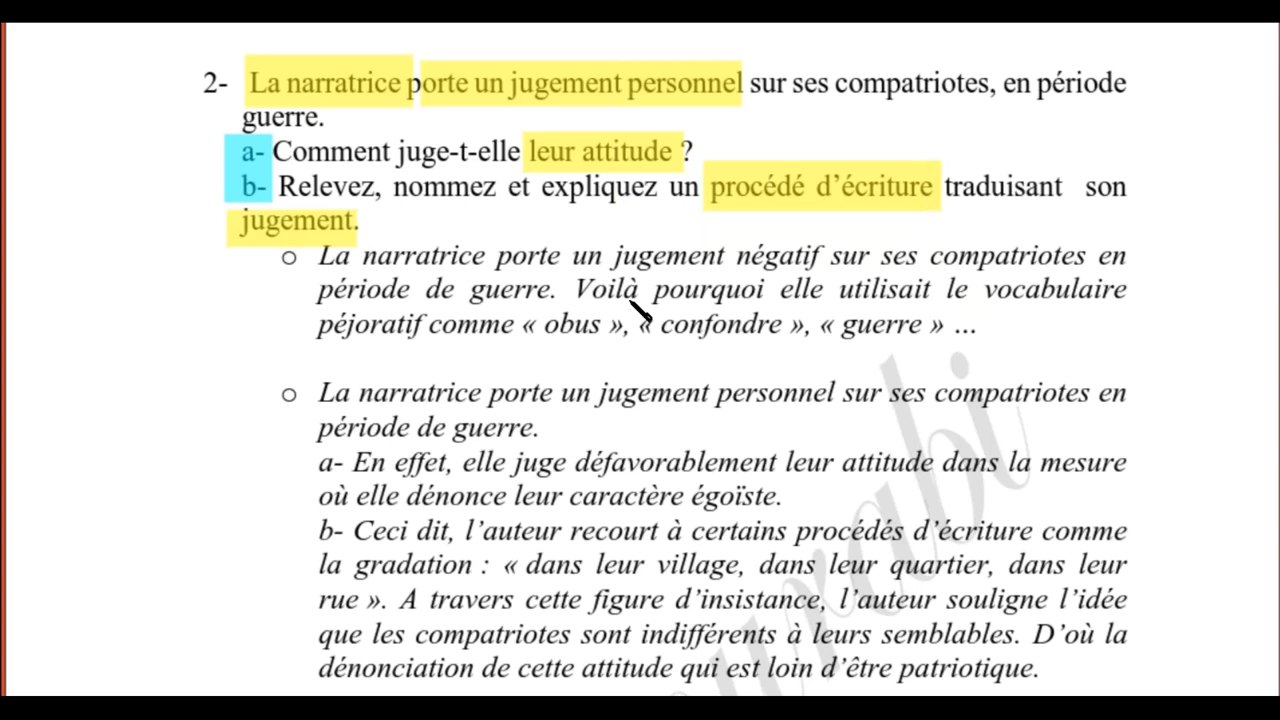 2- La narratrice porte un jugement personnel sur ses compatriotes, en période
guerre.
a- Comment juge-t-elle leur attitude ?
b- Relevez, nommez et expliquez un procédé d’écriture traduisant son
jugement.
o La narratrice porte un jugement négatif sur ses compatriotes en
période de guerre. Voilà pourquoi elle utilisait le vocabulaire
péjoratif comme « obus », « confondre », « guerre » ...
o La narratrice porte un jugement personnel sur ses compatriotes en
période de guerre.
a- En effet, elle juge défavorablement leur attitude dans la mesure
où elle dénonce leur caractère égoïste.
b- Ceci dit, l’auteur recourt à certains procédés d’écriture comme
la gradation : « dans leur village, dans leur quartier, dans leur
rue ». A travers cette figure d’insistance, l’auteur souligne l’idée
que les compatriotes sont indifférents à leurs semblables. D’où la
dénonciation de cette attitude qui est loin d’être patriotique.